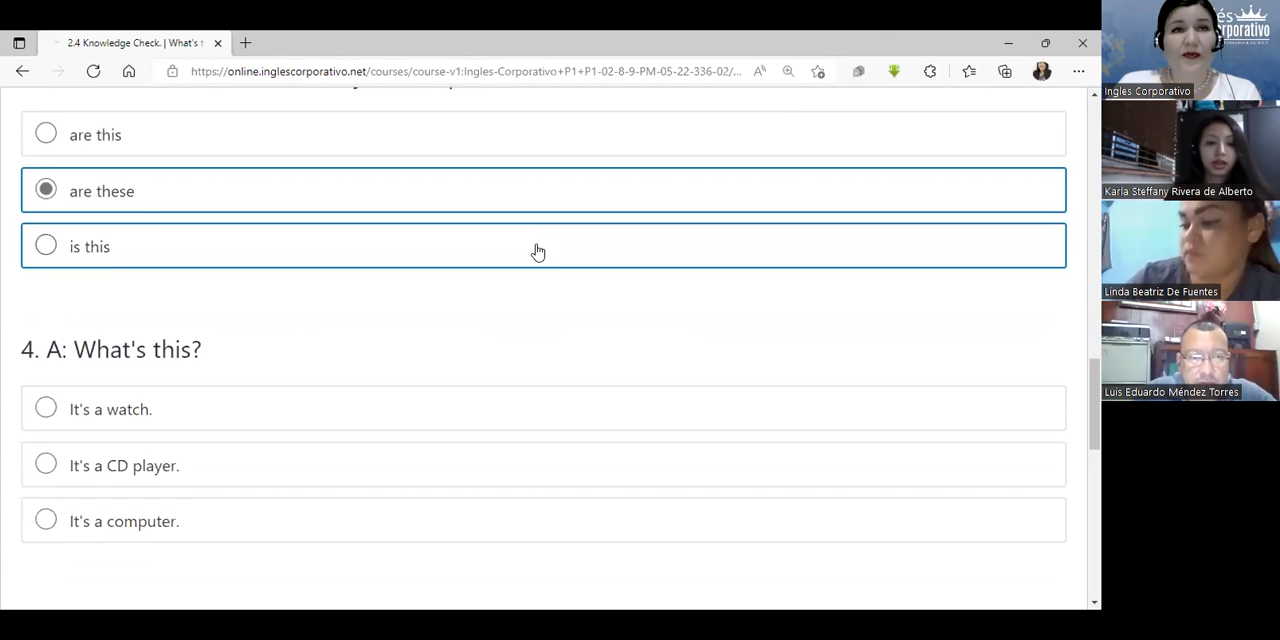 2.4 Knowledge Check. | What's
https://online.inglescorporativo.net/courses/course-v1:Ingles-Corporativo+P1+P1-02-8-9-PM-05-22-336-02/...
are this
are these
is this
4. A: What's this?
It's a watch.
It's a CD player.
It's a computer.
és
rporativo
Ingles Corporativo
Karla Steffany Rivera de Alberto
Linda Beatriz De Fuentes
Luis Eduardo Méndez Torres